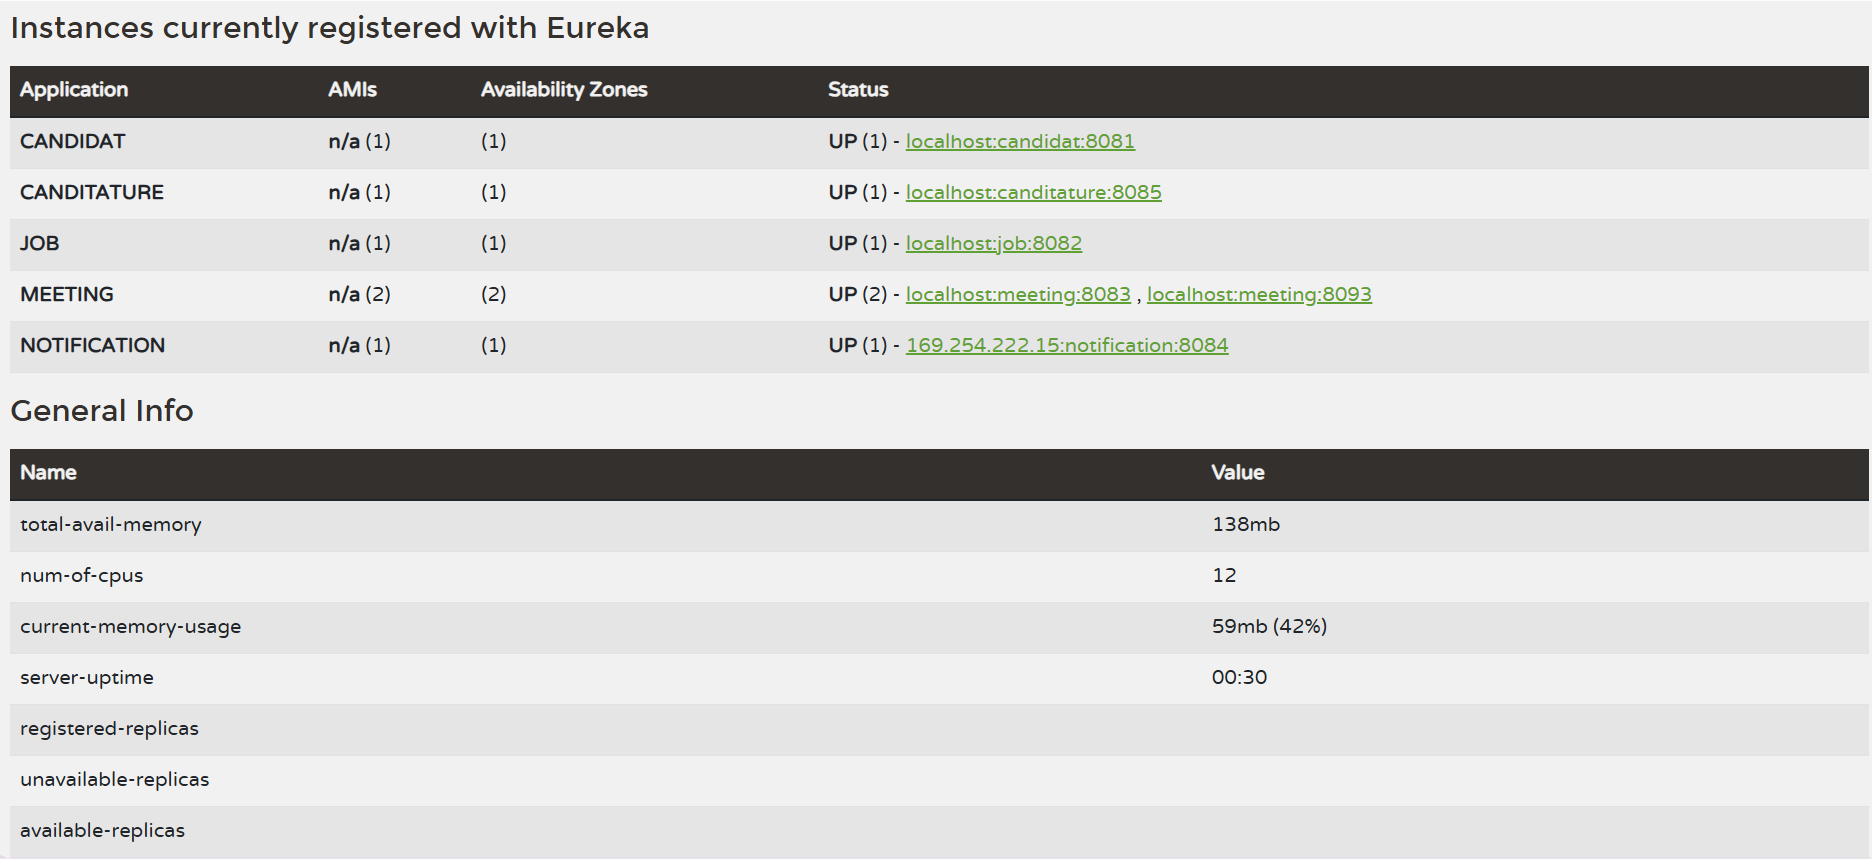 Instances currently registered with Eureka
Application AMIs Availability Zones Status
CANDIDAT n/a (1) (1) UP (1) - localhost:candidat:8081
CANDITATURE n/a (1) (1) UP (1) - localhost:canditature:8085
JOB n/a (1) (1) UP (1) - localhost:job:8082
MEETING n/a (2) (2) UP (2) - localhost:meeting:8083 , localhost:meeting:8093
NOTIFICATION n/a (1) (1) UP (1) - 169.254.222.15:notification:8084
General Info
Name Value
total-avail-memory 138mb
num-of-cpus 12
current-memory-usage 59mb (42%)
server-uptime 00:30
registered-replicas
unavailable-replicas
available-replicas